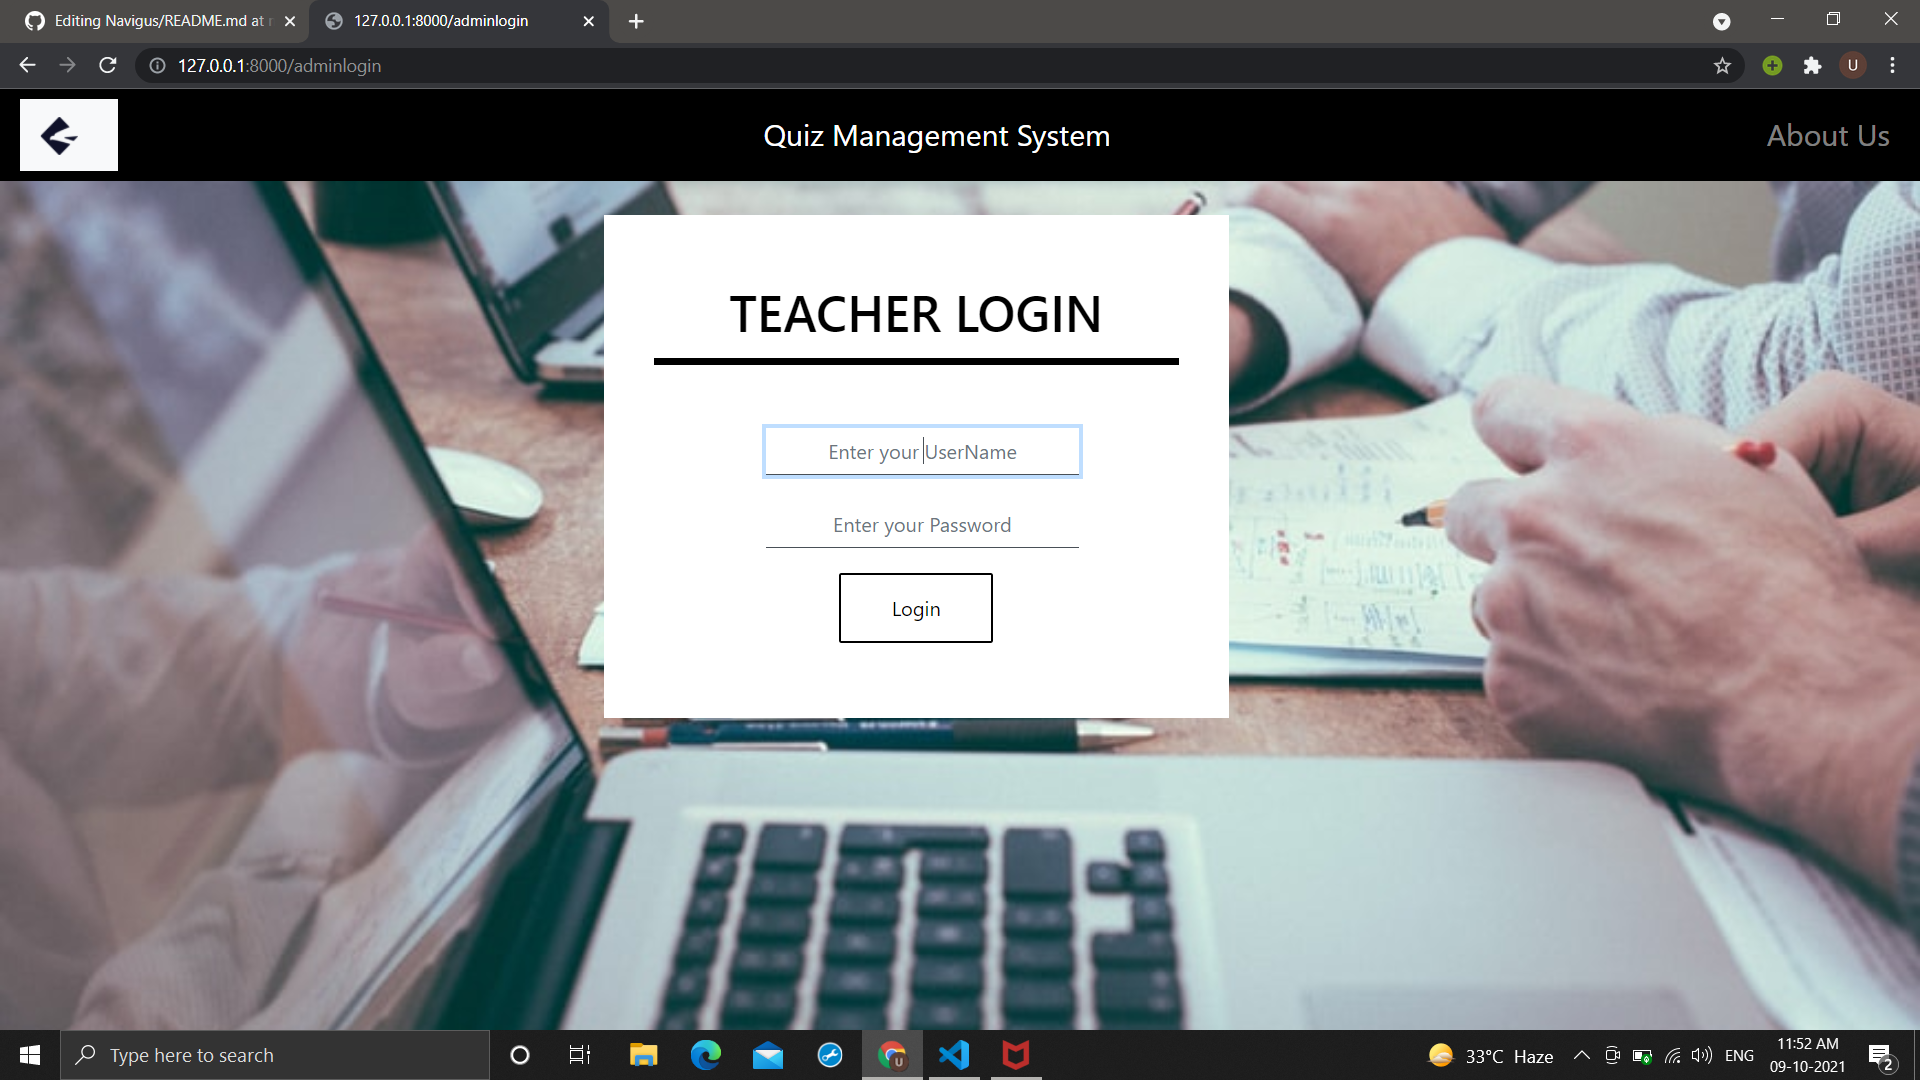 Editing Navigus/README.md at
127.0.0.1:8000/adminlogin
127.0.0.1:8000/adminlogin
U
Quiz Management System
About Us
TEACHER LOGIN
Enter your UserName
Enter your Password
Login
Type here to search
U
33°C Haze
ENG
11:52 AM
09-10-2021
2